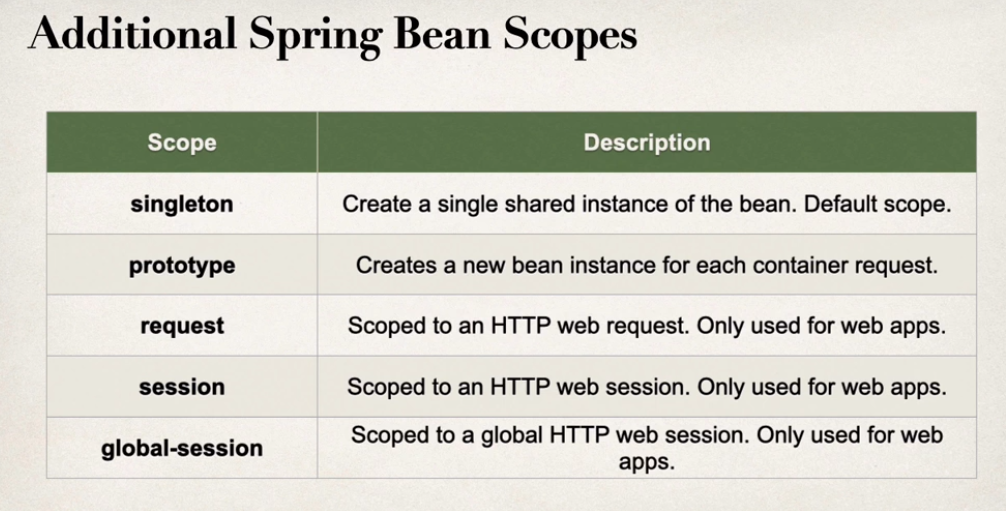 Additional Spring Bean Scopes
Scope Description
singleton Create a single shared instance of the bean. Default scope.
prototype Creates a new bean instance for each container request.
request Scoped to an HTTP web request. Only used for web apps.
session Scoped to an HTTP web session. Only used for web apps.
global-session Scoped to a global HTTP web session. Only used for web
apps.